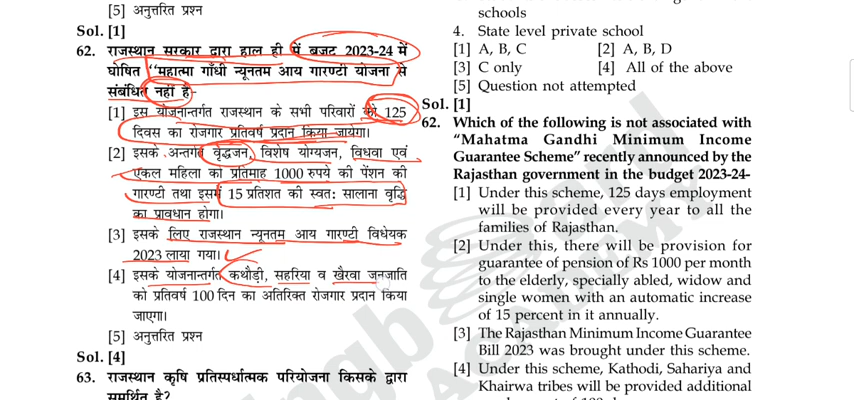 [5] अनुत्तरित प्रश्न
Sol. [1]
62. राजस्थान सरकार द्वारा हाल ही में बजट 2023-24 में
घोषित ‘‘महात्मा गाँधी न्यूनतम आय गारण्टी योजना से
संबंधित नहीं है-
[1] इस योजनान्तर्गत राजस्थान के सभी परिवारों को 125
दिवस का रोजगार प्रतिवर्ष प्रदान किया जायेगा।
[2] इसके अन्तर्गत वृद्धजन, विशेष योग्यजन, विधवा एवं
एकल महिला को प्रतिमाह 1000 रुपये की पेंशन की
गारण्टी तथा इसमें 15 प्रतिशत की स्वत: सालाना वृद्धि
का प्रावधान होगा।
[3] इसके लिए राजस्थान न्यूनतम आय गारण्टी विधेयक
2023 लाया गया।
[4] इसके योजनान्तर्गत कथौड़ी, सहरिया व खैरवा जनजाति
को प्रतिवर्ष 100 दिन का अतिरिक्त रोजगार प्रदान किया
जाएगा।
[5] अनुत्तरित प्रश्न
Sol. [4]
63. राजस्थान कृषि प्रतिस्पर्धात्मक परियोजना किसके द्वारा
समर्थित है?
schools
4. State level private school
[1] A, B, C [2] A, B, D
[3] C only [4] All of the above
[5] Question not attempted
Sol. [1]
62. Which of the following is not associated with
“Mahatma Gandhi Minimum Income
Guarantee Scheme” recently announced by the
Rajasthan government in the budget 2023-24-
[1] Under this scheme, 125 days employment
will be provided every year to all the
families of Rajasthan.
[2] Under this, there will be provision for
guarantee of pension of Rs 1000 per month
to the elderly, specially abled, widow and
single women with an automatic increase
of 15 percent in it annually.
[3] The Rajasthan Minimum Income Guarantee
Bill 2023 was brought under this scheme.
[4] Under this scheme, Kathodi, Sahariya and
Khairwa tribes will be provided additional